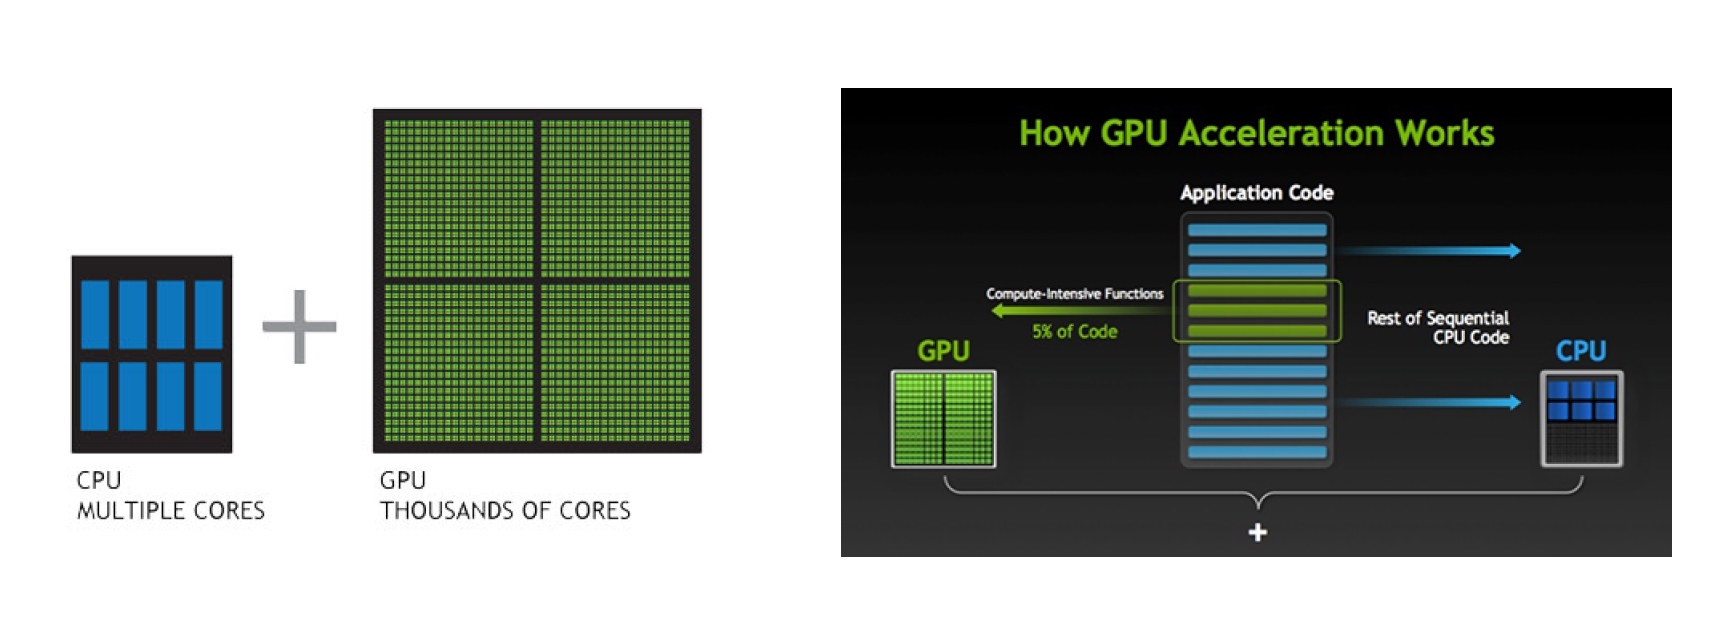 CPU
MULTIPLE CORES
GPU
THOUSANDS OF CORES
How GPU Acceleration Works
Application Code
Compute-Intensive Functions
5% of Code
Rest of Sequential
CPU Code
GPU
CPU
+